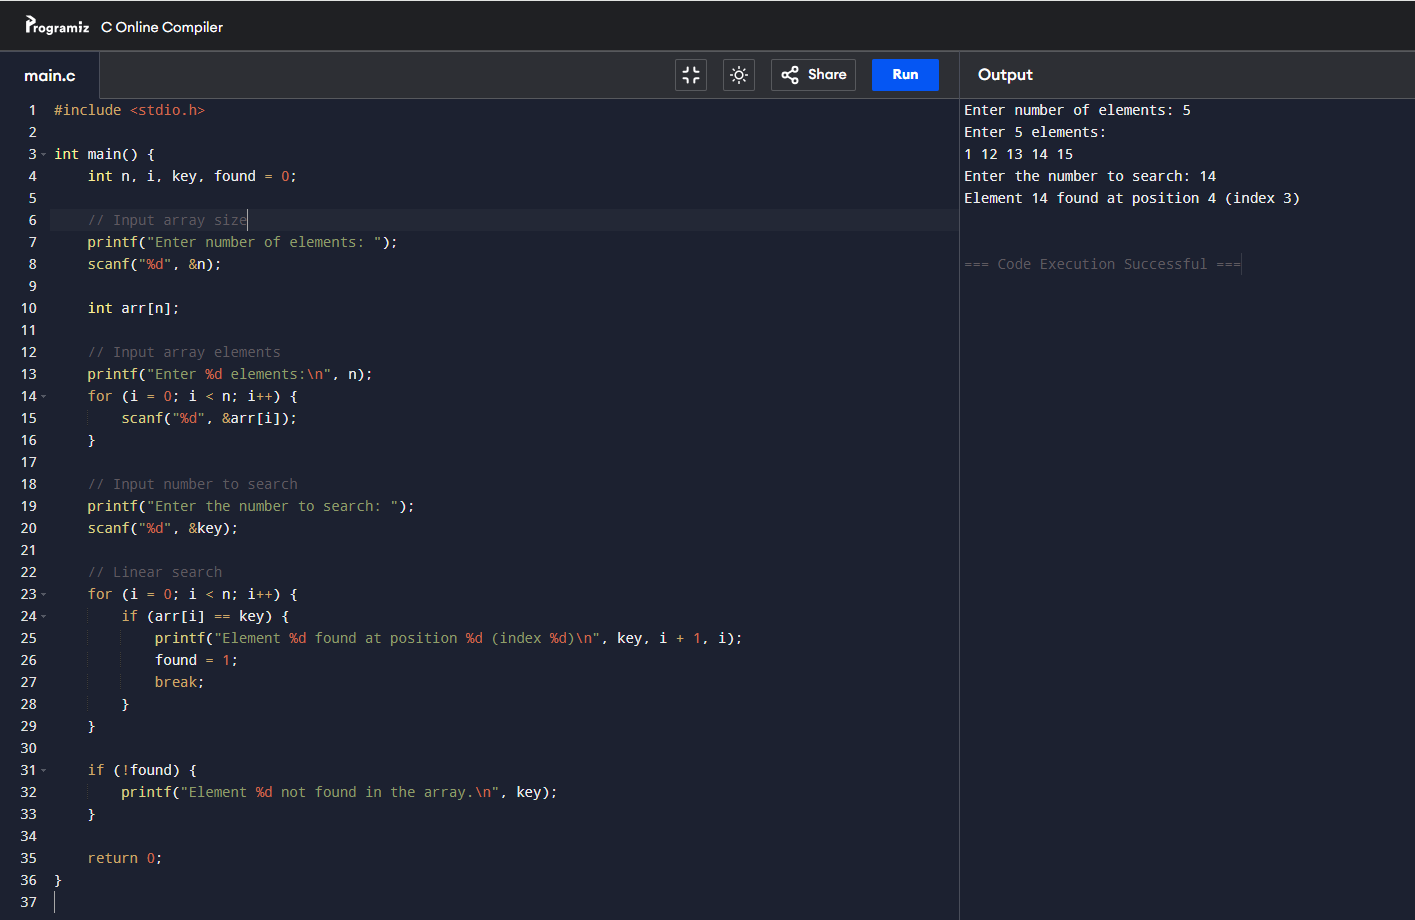 Programiz C Online Compiler
main.c
Share
Run
Output
1 #include <stdio.h>
2
3 int main() {
4     int n, i, key, found = 0;
5
6     // Input array size
7     printf("Enter number of elements: ");
8     scanf("%d", &n);
9
10     int arr[n];
11
12     // Input array elements
13     printf("Enter %d elements:\n", n);
14     for (i = 0; i < n; i++) {
15         scanf("%d", &arr[i]);
16     }
17
18     // Input number to search
19     printf("Enter the number to search: ");
20     scanf("%d", &key);
21
22     // Linear search
23     for (i = 0; i < n; i++) {
24         if (arr[i] == key) {
25             printf("Element %d found at position %d (index %d)\n", key, i + 1, i);
26             found = 1;
27             break;
28         }
29     }
30
31     if (!found) {
32         printf("Element %d not found in the array.\n", key);
33     }
34
35     return 0;
36 }
37
Enter number of elements: 5
Enter 5 elements:
1 12 13 14 15
Enter the number to search: 14
Element 14 found at position 4 (index 3)
=== Code Execution Successful ===